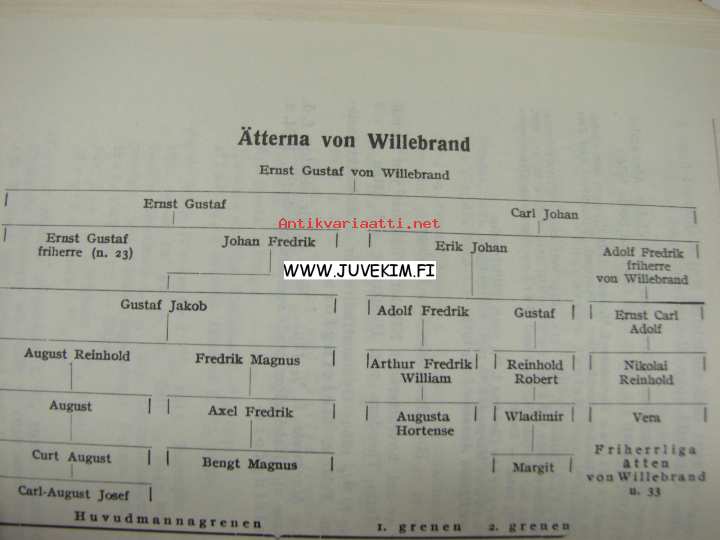 Ätterna von Willebrand
Ernst Gustaf von Willebrand
Ernst Gustaf
Carl Johan
Antikvariaatti.net
Ernst Gustaf
friherre (n. 23)
Johan Fredrik
Erik Johan
Adolf Fredrik
friherre
von Willebrand
WWW.JUVEKIM.FI
Gustaf Jakob
Adolf Fredrik
Gustaf
Ernst Carl
Adolf
August Reinhold
Fredrik Magnus
Arthur Fredrik
William
Reinhold
Robert
Nikolai
Reinhold
August
Axel Fredrik
Augusta
Hortense
Wladimir
Vera
Curt August
Bengt Magnus
Margit
Friherrliga
ätten
von Willebrand
n. 33
Carl-August Josef
Huvudmannagrenen
1. grenen
2. grenen